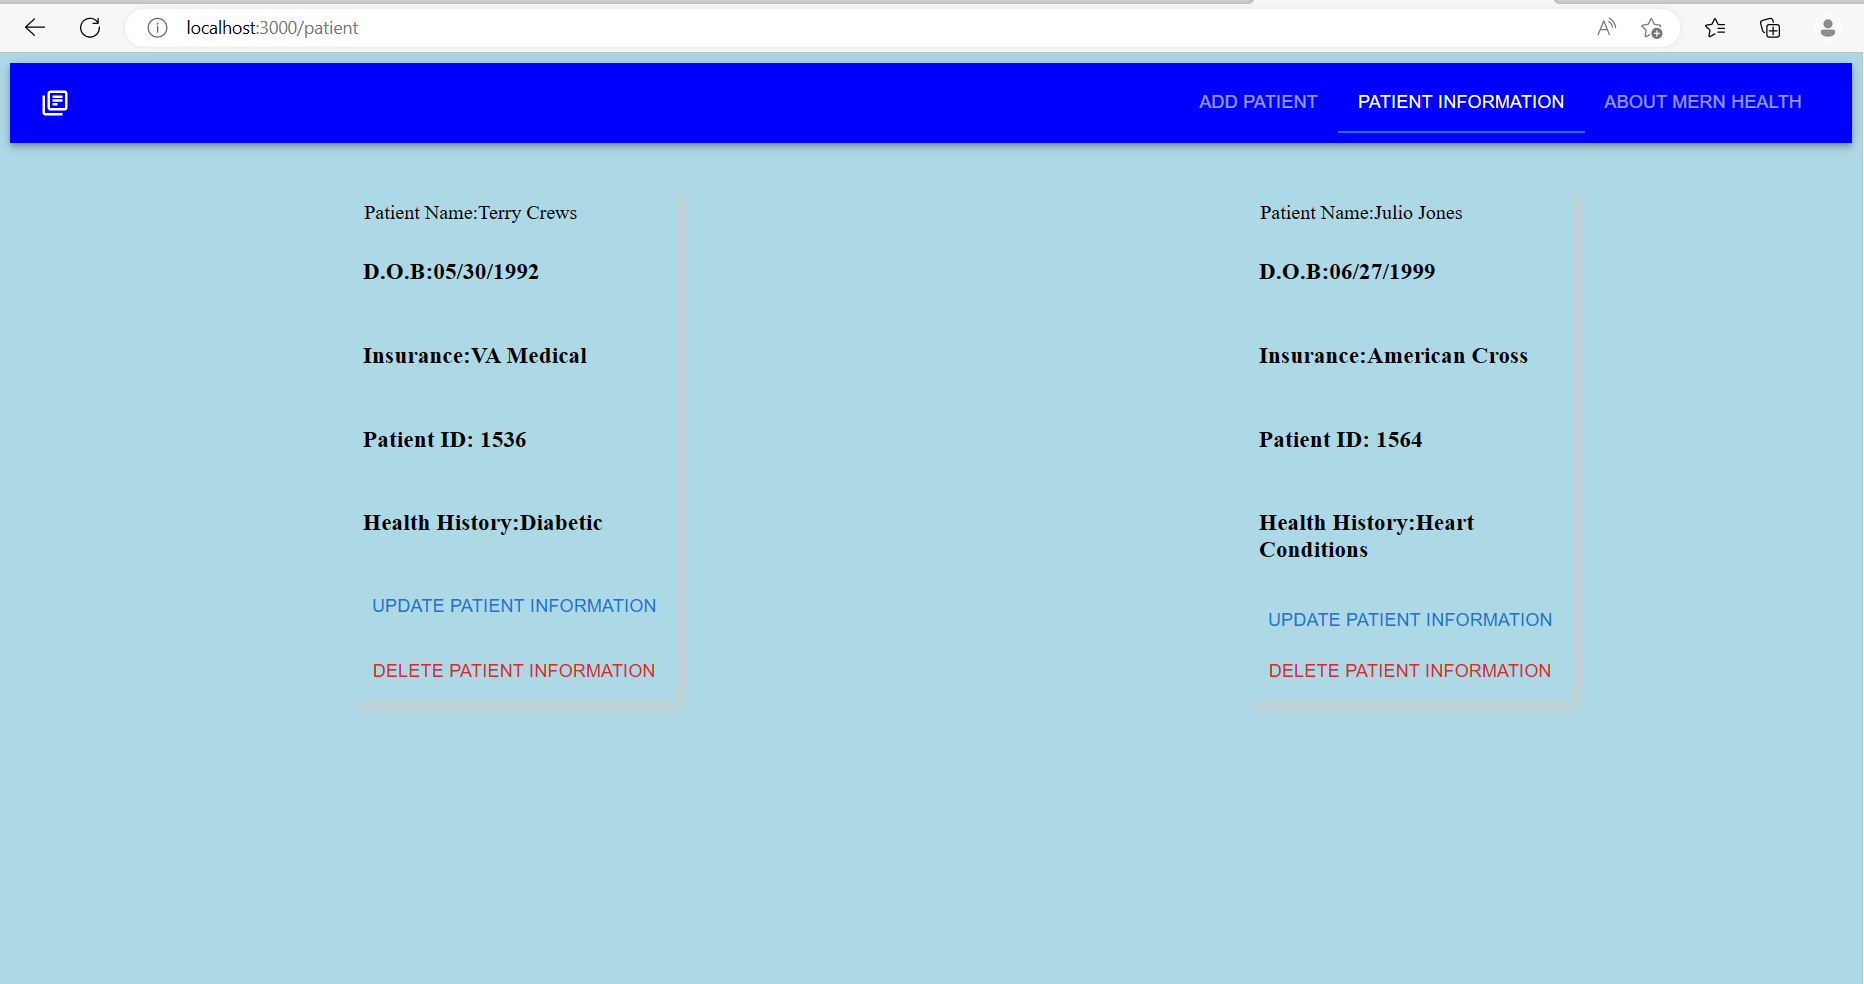 localhost:3000/patient
ADD PATIENT PATIENT INFORMATION ABOUT MERN HEALTH
Patient Name:Terry Crews
D.O.B:05/30/1992
Insurance:VA Medical
Patient ID: 1536
Health History:Diabetic
UPDATE PATIENT INFORMATION
DELETE PATIENT INFORMATION
Patient Name:Julio Jones
D.O.B:06/27/1999
Insurance:American Cross
Patient ID: 1564
Health History:Heart
Conditions
UPDATE PATIENT INFORMATION
DELETE PATIENT INFORMATION